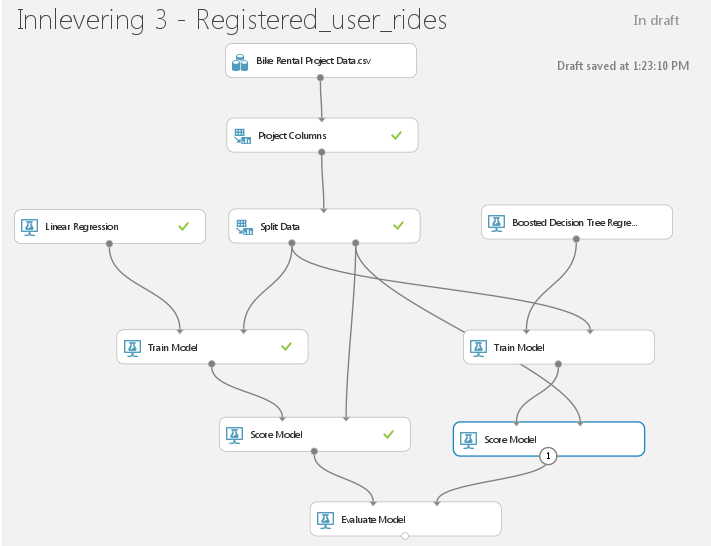 Innlevering 3 - Registered_user_rides
In draft
Draft saved at 1:23:10 PM
Bike Rental Project Data.csv
Project Columns
Linear Regression
Split Data
Boosted Decision Tree Regre...
Train Model
Train Model
Score Model
Score Model
1
Evaluate Model